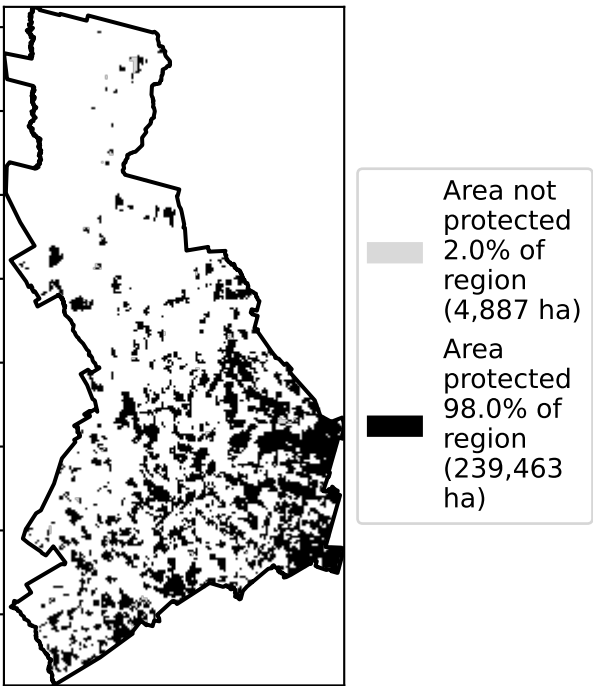 Area not
protected
2.0% of
region
(4,887 ha)
Area
protected
98.0% of
region
(239,463
ha)